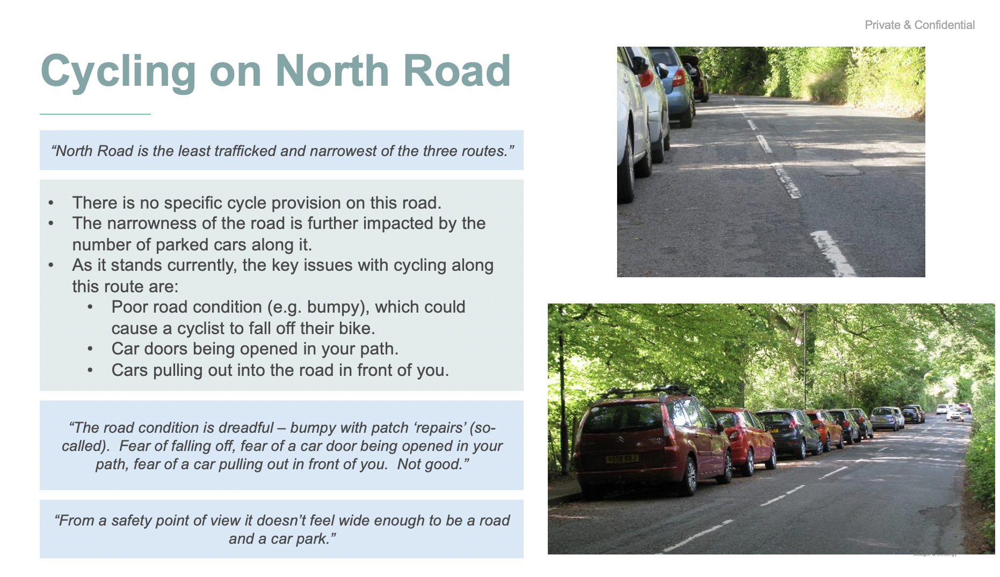 Private & Confidential
Cycling on North Road
“North Road is the least trafficked and narrowest of the three routes.”
• There is no specific cycle provision on this road.
• The narrowness of the road is further impacted by the
number of parked cars along it.
• As it stands currently, the key issues with cycling along
this route are:
• Poor road condition (e.g. bumpy), which could
cause a cyclist to fall off their bike.
• Car doors being opened in your path.
• Cars pulling out into the road in front of you.
“The road condition is dreadful – bumpy with patch ‘repairs’ (so-
called).  Fear of falling off, fear of a car door being opened in your
path, fear of a car pulling out in front of you.  Not good.”
“From a safety point of view it doesn’t feel wide enough to be a road
and a car park.”